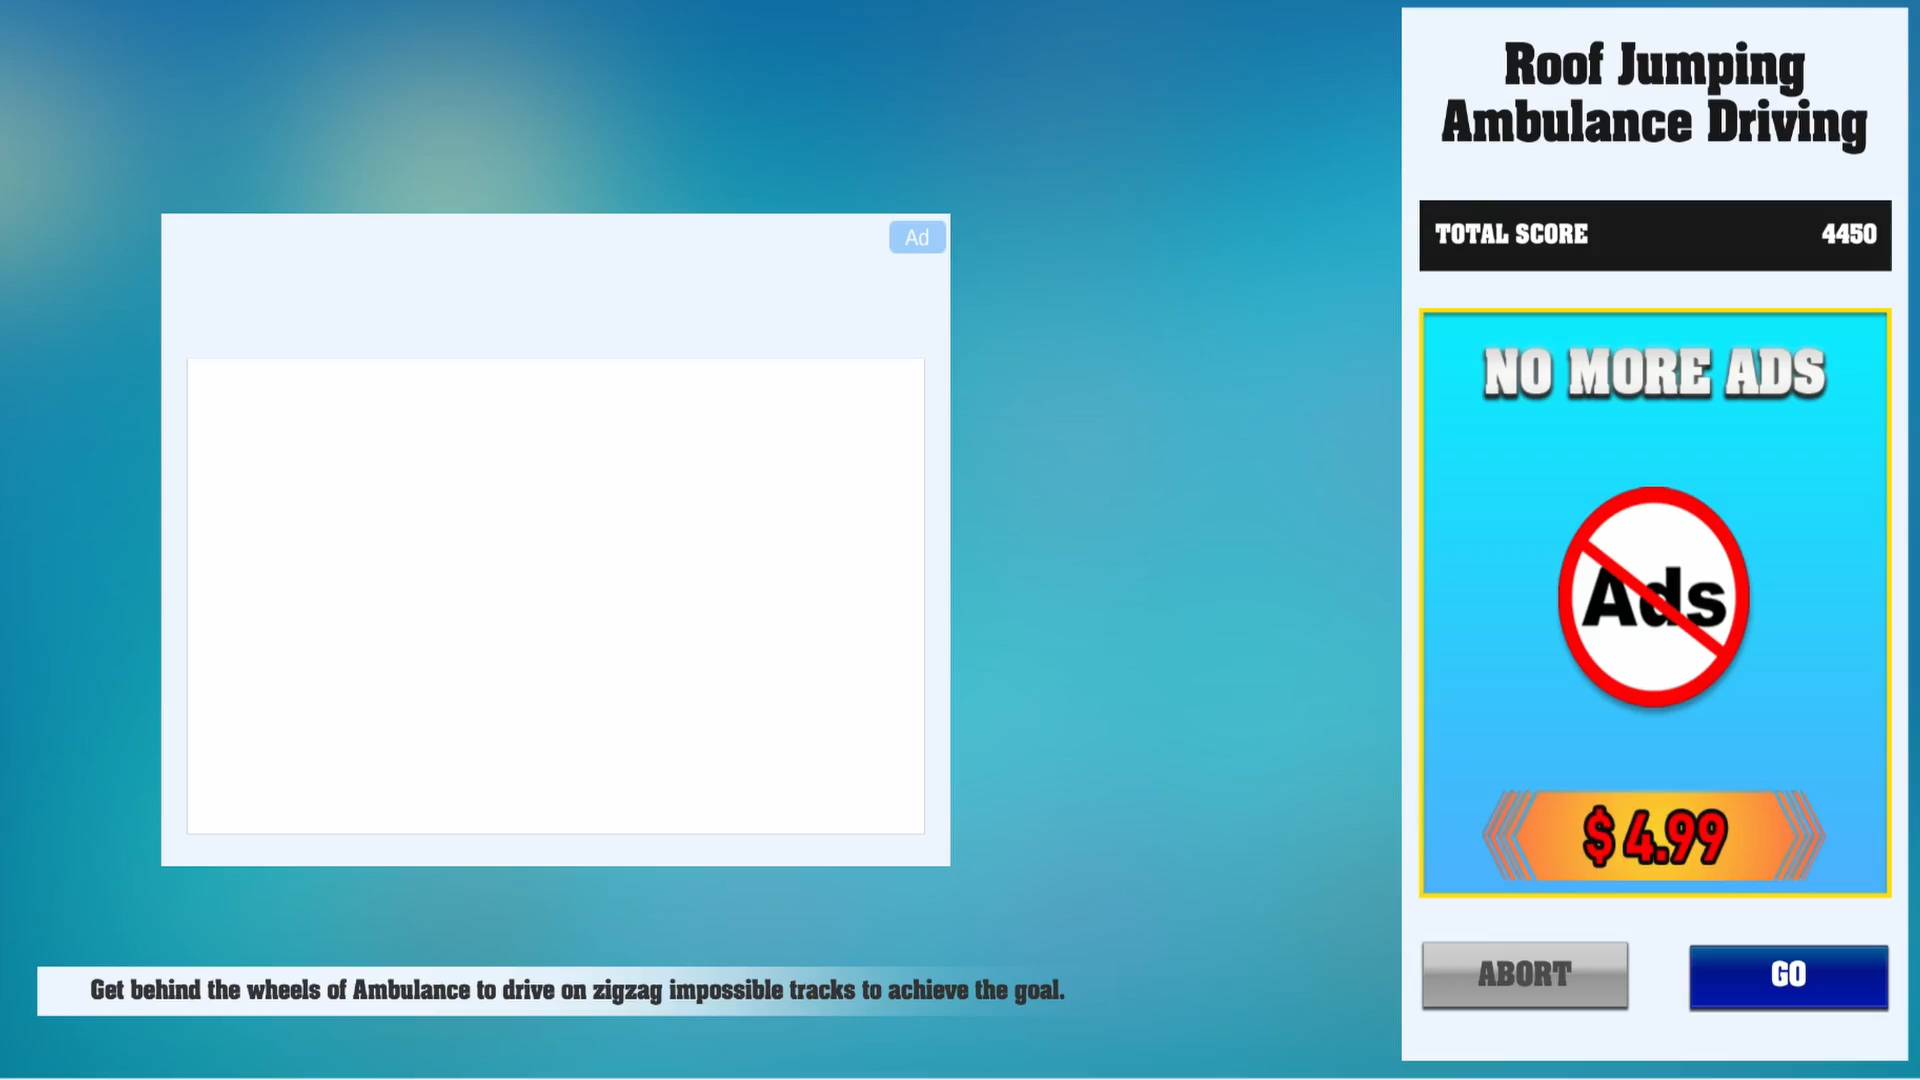 Roof Jumping
Ambulance Driving
TOTAL SCORE 4450
Ad
NO MORE ADS
Ads
$ 4.99
ABORT GO
Get behind the wheels of Ambulance to drive on zigzag impossible tracks to achieve the goal.